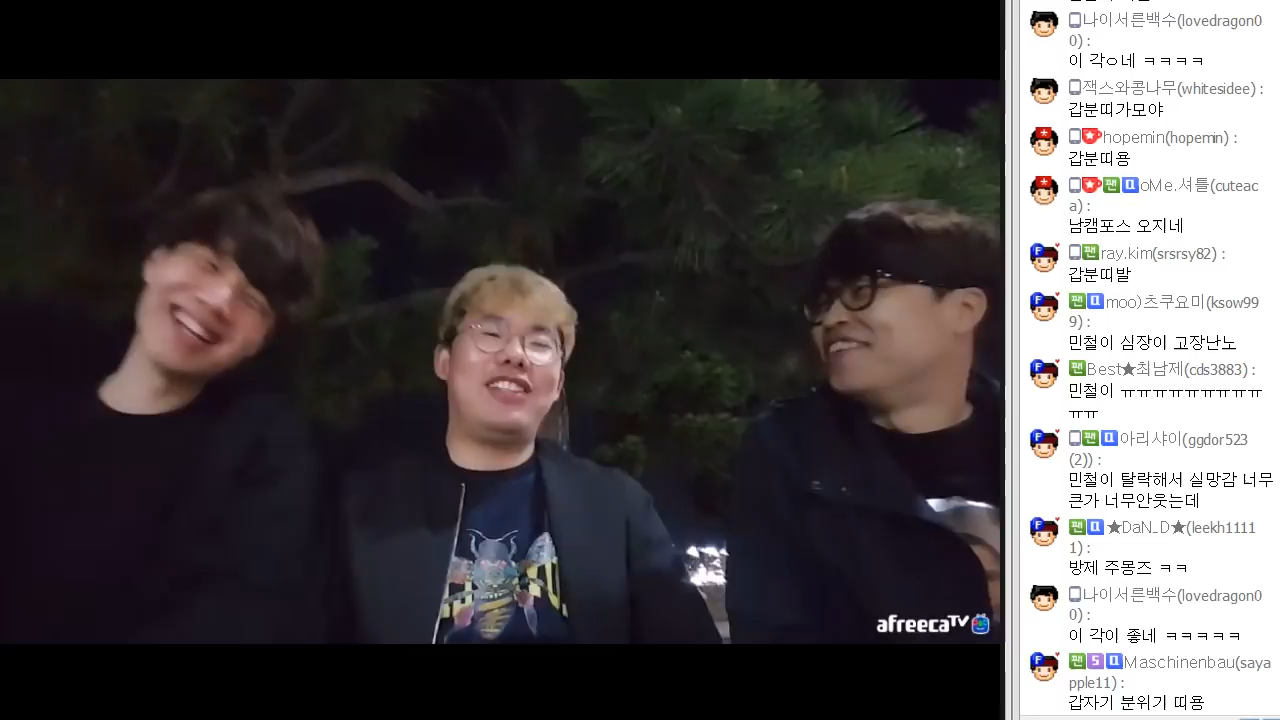 나이서른백수(lovedragon0
0) :
이 각ㅇ네 ㅋㅋㅋㅋ
잭스와콩나무(whitesidee) :
갑분띠가모야
hopemin(hopemin) :
갑분띠용
팬 oMe.셔틀(cuteac
a) :
남캠포스 오지네
팬 ray.kim(srsrsy82) :
갑분띠발
팬 moo)츠쿠요미(ksow99
9) :
민철이 심장이 고장난노
팬 Best★최남제(cds3883) :
민철이 ㅠㅠㅠㅠㅠㅠㅠㅠㅠ
ㅠㅠ
팬 아리샤이(ggdor523
(2)) :
민철이 탈락해서 실망감 너무
큰가 너무안웃는데
팬 ★DaN_D★(leekh1111
1) :
방제 주몽즈 ㅋㅋ
나이서른백수(lovedragon0
0) :
이 각이 좋네 ㅋㅋㅋㅋㅋ
팬 S Maschinenbau(saya
pple11) :
갑자기 분위기 띠용
afreecaTV